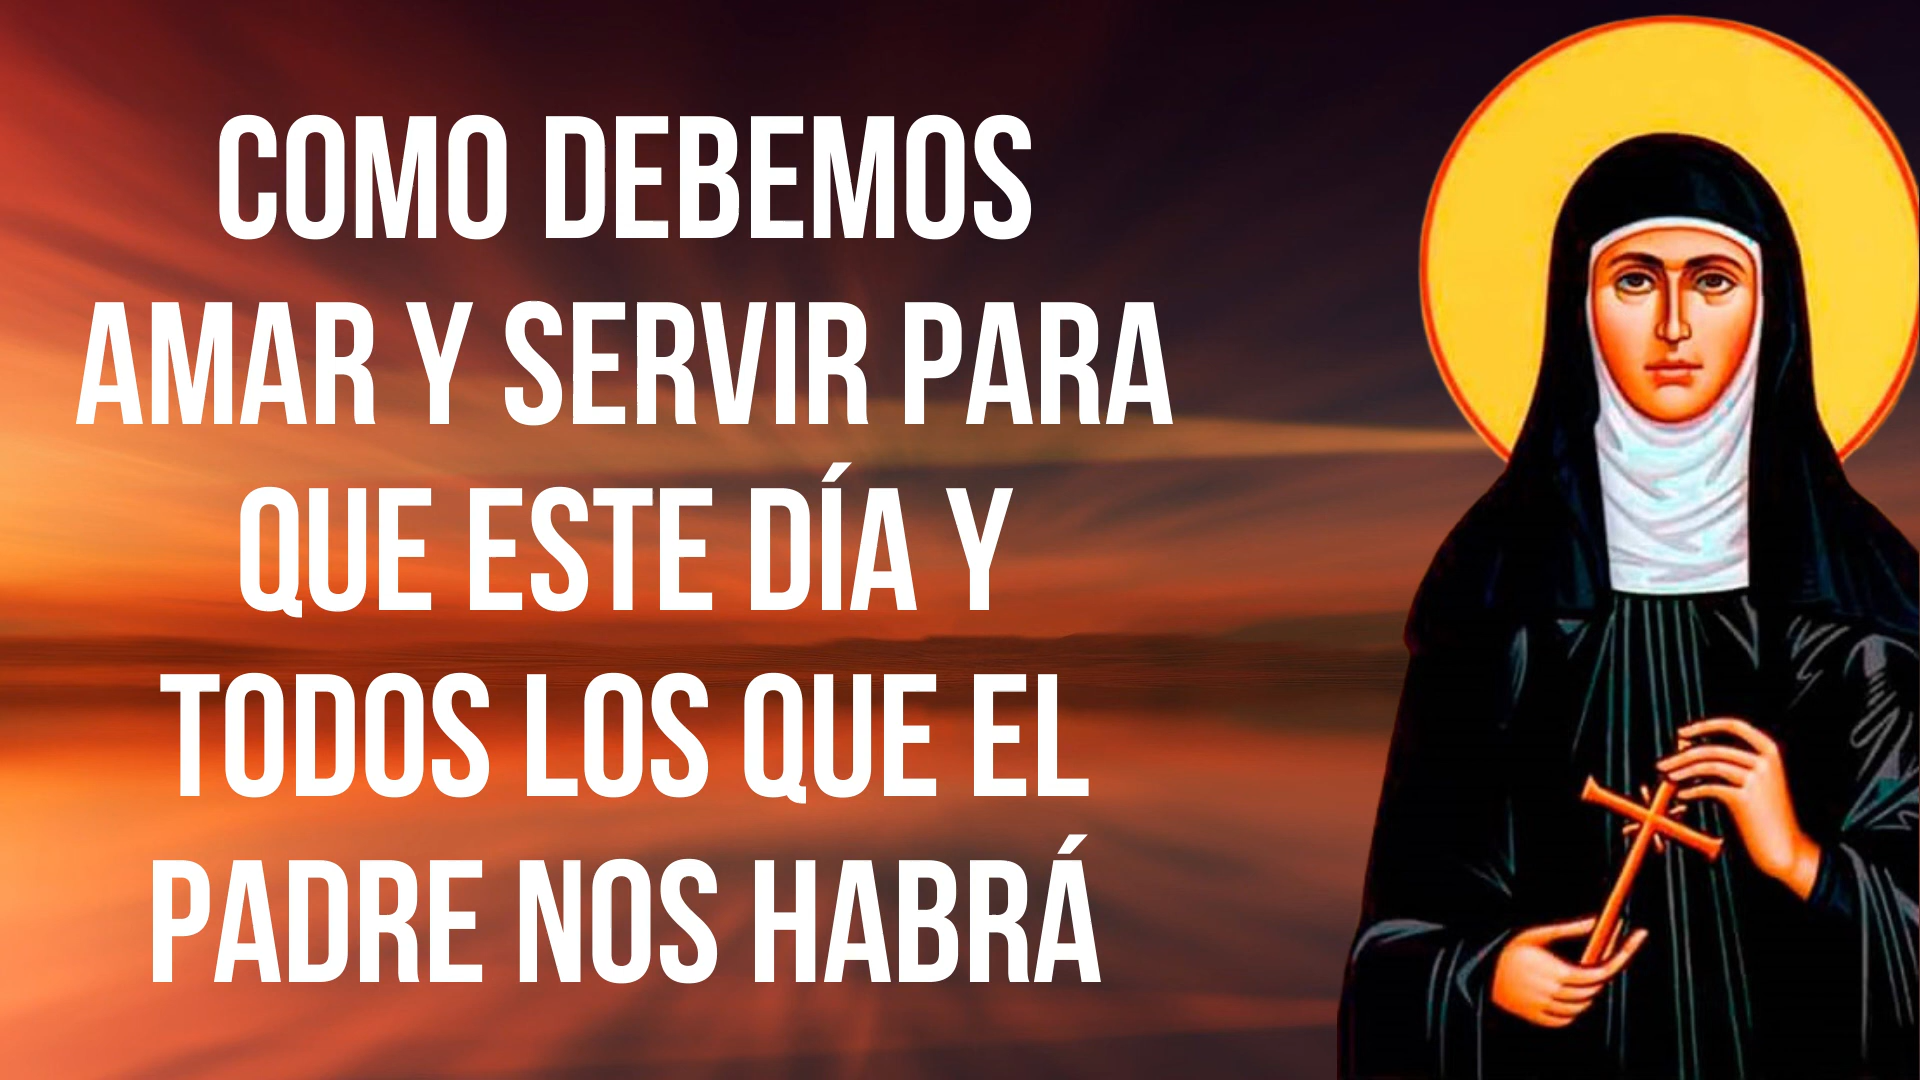 COMO DEBEMOS
AMAR Y SERVIR PARA
QUE ESTE DÍA Y
TODOS LOS QUE EL
PADRE NOS HABRÁ